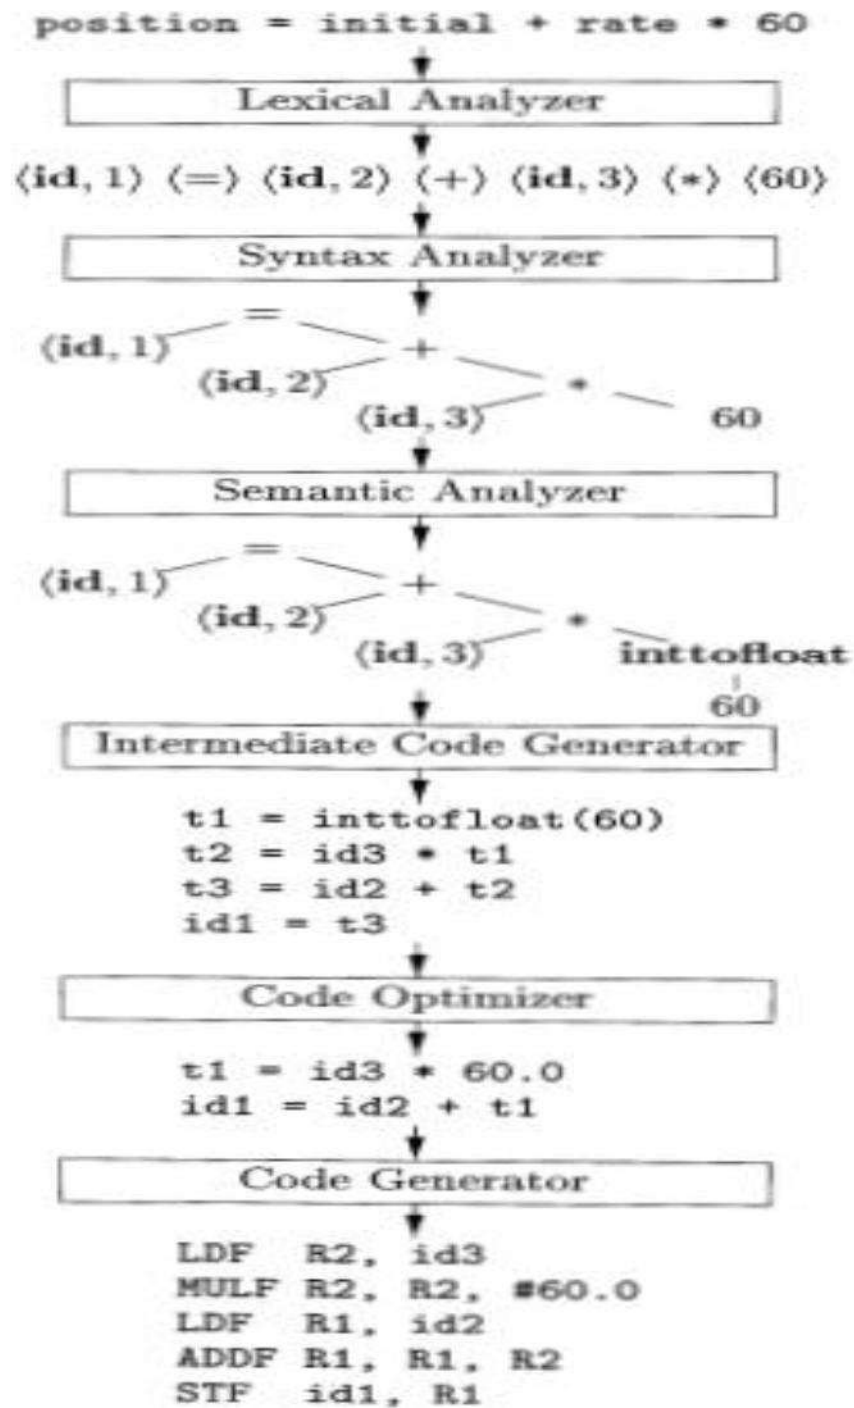 position = initial + rate * 60
Lexical Analyzer
⟨id, 1⟩ ⟨=⟩ ⟨id, 2⟩ ⟨+⟩ ⟨id, 3⟩ ⟨*⟩ ⟨60⟩
Syntax Analyzer
=
⟨id, 1⟩ +
⟨id, 2⟩ *
⟨id, 3⟩ 60
Semantic Analyzer
=
⟨id, 1⟩ +
⟨id, 2⟩ *
⟨id, 3⟩ inttofloat
60
Intermediate Code Generator
t1 = inttofloat(60)
t2 = id3 * t1
t3 = id2 + t2
id1 = t3
Code Optimizer
t1 = id3 * 60.0
id1 = id2 + t1
Code Generator
LDF R2, id3
MULF R2, R2, #60.0
LDF R1, id2
ADDF R1, R1, R2
STF id1, R1